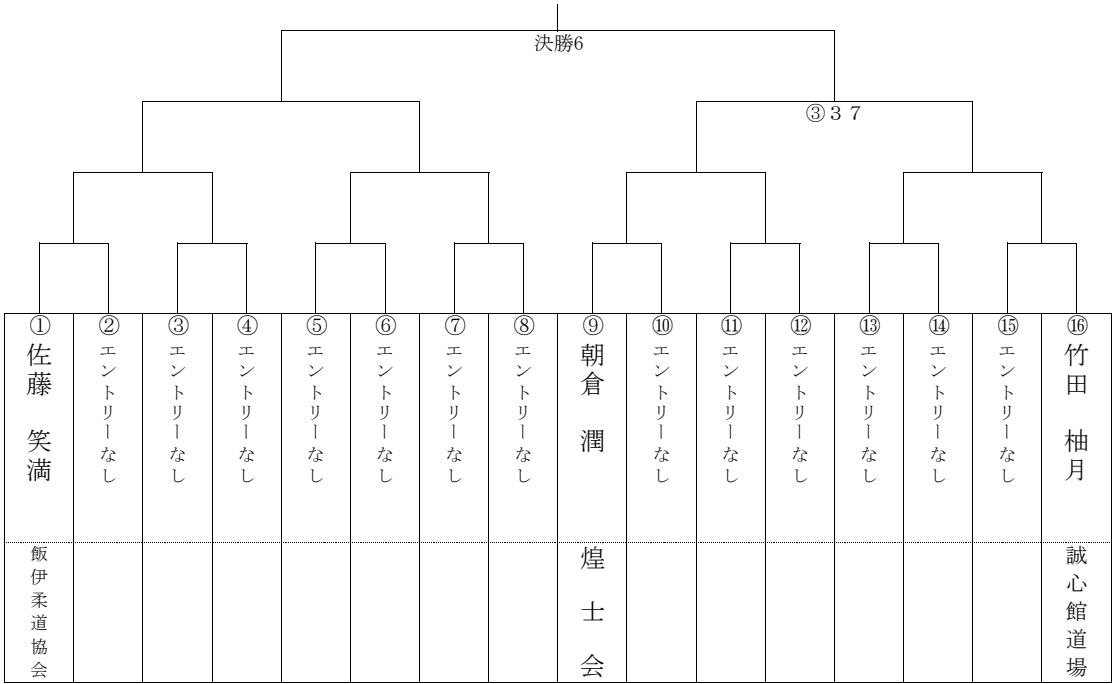 決勝6
③３７
①
佐藤　笑満
飯伊柔道協会
②
エントリーなし
③
エントリーなし
④
エントリーなし
⑤
エントリーなし
⑥
エントリーなし
⑦
エントリーなし
⑧
エントリーなし
⑨
朝倉　潤
煌士会
⑩
エントリーなし
⑪
エントリーなし
⑫
エントリーなし
⑬
エントリーなし
⑭
エントリーなし
⑮
エントリーなし
⑯
竹田　柚月
誠心館道場